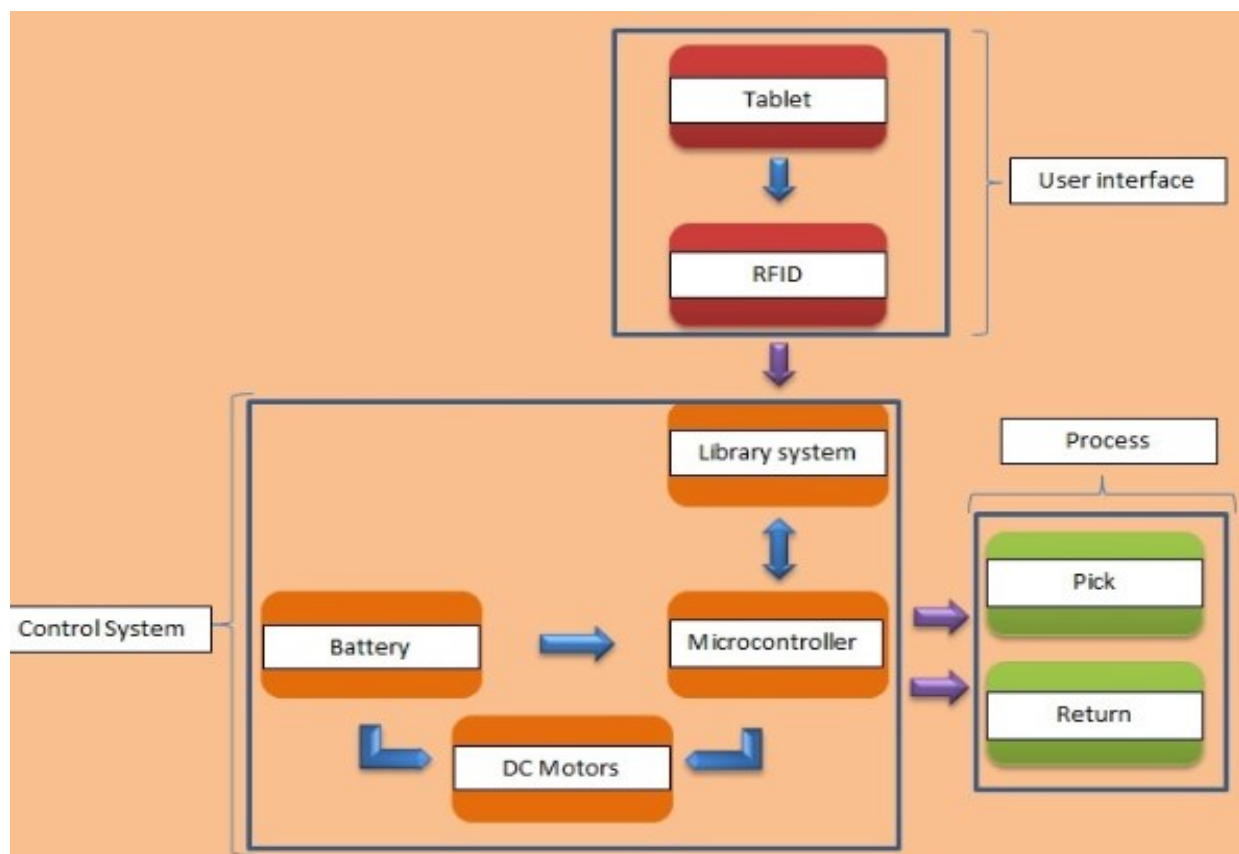 Tablet
User interface
RFID
Library system
Process
Control System
Battery
Microcontroller
Pick
Return
DC Motors